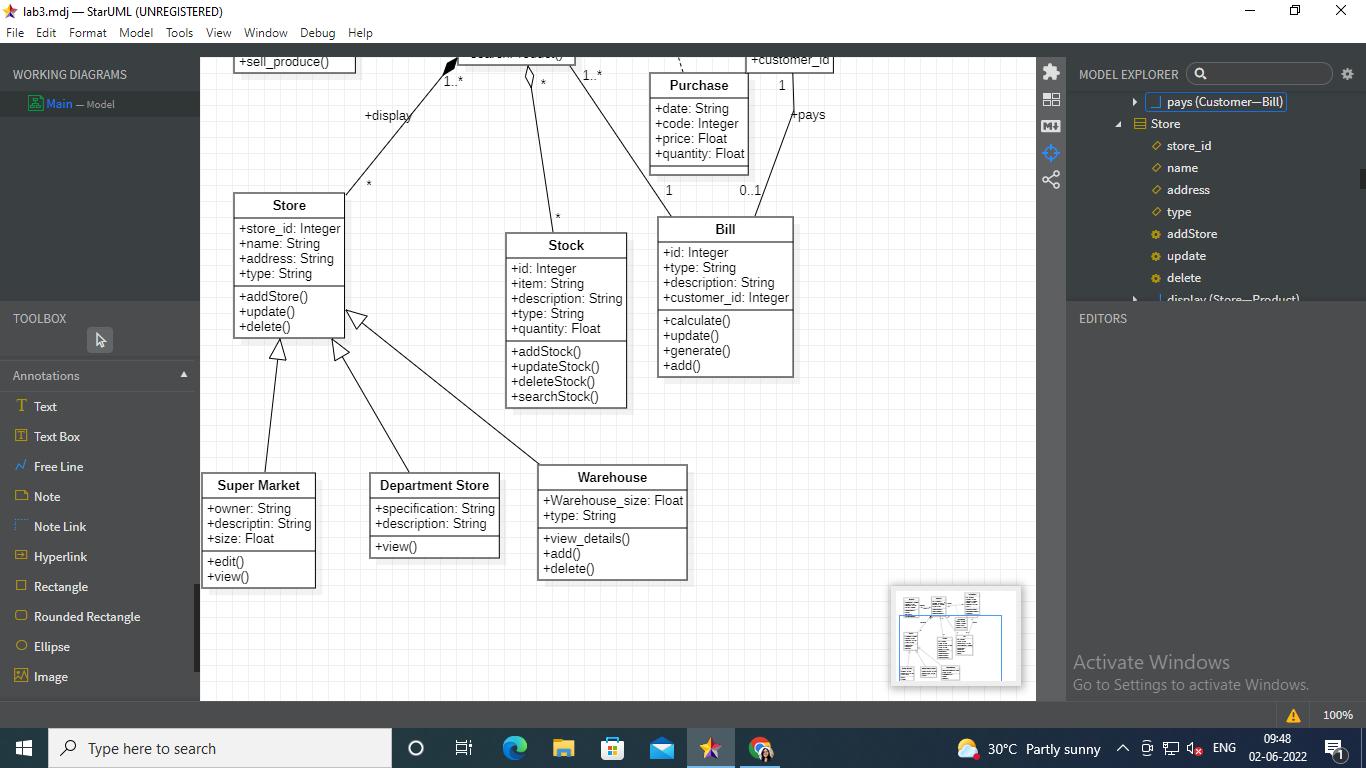 lab3.mdj — StarUML (UNREGISTERED)
File Edit Format Model Tools View Window Debug Help
WORKING DIAGRAMS
Main — Model
TOOLBOX
Annotations
Text
Text Box
Free Line
Note
Note Link
Hyperlink
Rectangle
Rounded Rectangle
Ellipse
Image
+sell_produce()
+customer_id
1..*
*
1..*
1
+display
+pays
*
*
1
0..1
Purchase
+date: String
+code: Integer
+price: Float
+quantity: Float
Store
+store_id: Integer
+name: String
+address: String
+type: String
+addStore()
+update()
+delete()
Stock
+id: Integer
+item: String
+description: String
+type: String
+quantity: Float
+addStock()
+updateStock()
+deleteStock()
+searchStock()
Bill
+id: Integer
+type: String
+description: String
+customer_id: Integer
+calculate()
+update()
+generate()
+add()
Super Market
+owner: String
+descriptin: String
+size: Float
+edit()
+view()
Department Store
+specification: String
+description: String
+view()
Warehouse
+Warehouse_size: Float
+type: String
+view_details()
+add()
+delete()
MODEL EXPLORER
pays (Customer—Bill)
Store
store_id
name
address
type
addStore
update
delete
display (Store—Product)
EDITORS
Activate Windows
Go to Settings to activate Windows.
100%
Type here to search
30°C Partly sunny
ENG
09:48
02-06-2022
1